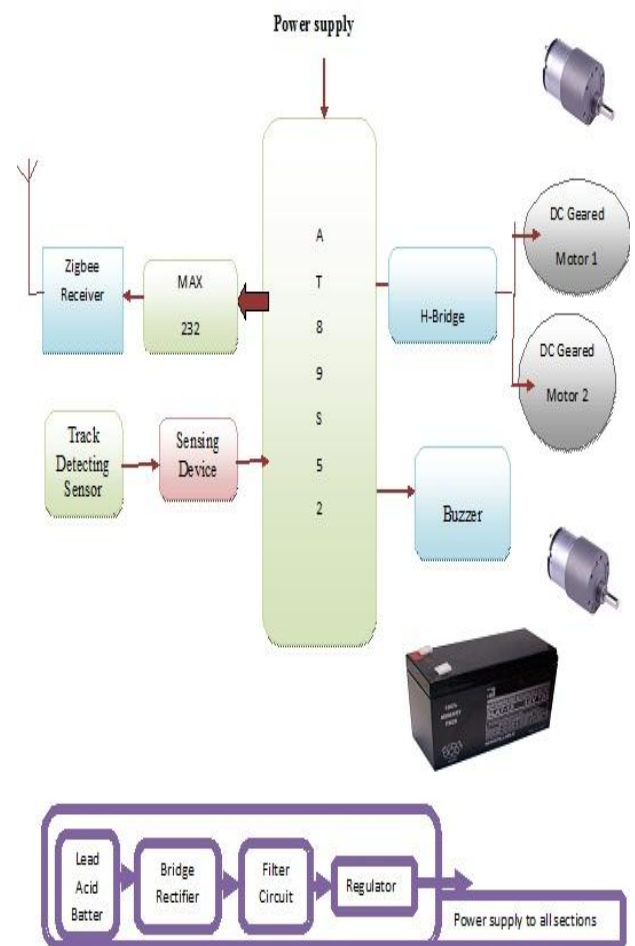 Power supply
A
T
8
9
S
5
2
Zigbee
Receiver
MAX
232
H-Bridge
DC Geared
Motor 1
DC Geared
Motor 2
Track
Detecting
Sensor
Sensing
Device
Buzzer
Lead
Acid
Batter
Bridge
Rectifier
Filter
Circuit
Regulator
Power supply to all sections